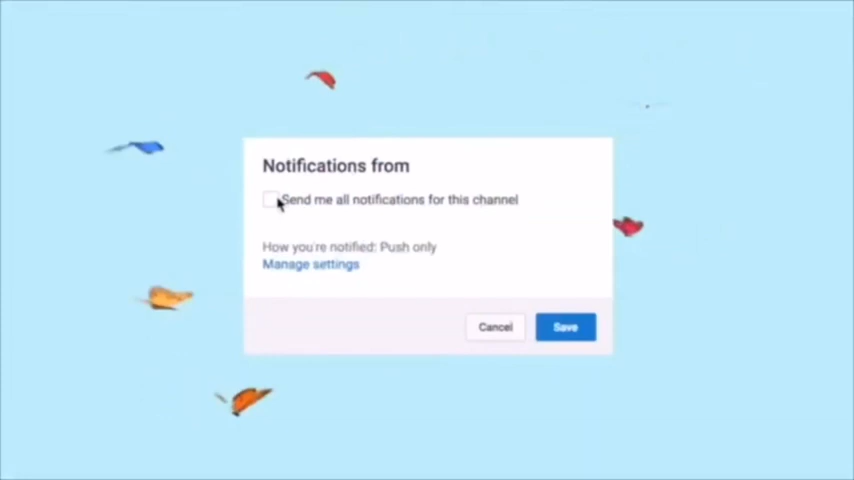 Notifications from
Send me all notifications for this channel
How you're notified: Push only
Manage settings
Cancel
Save